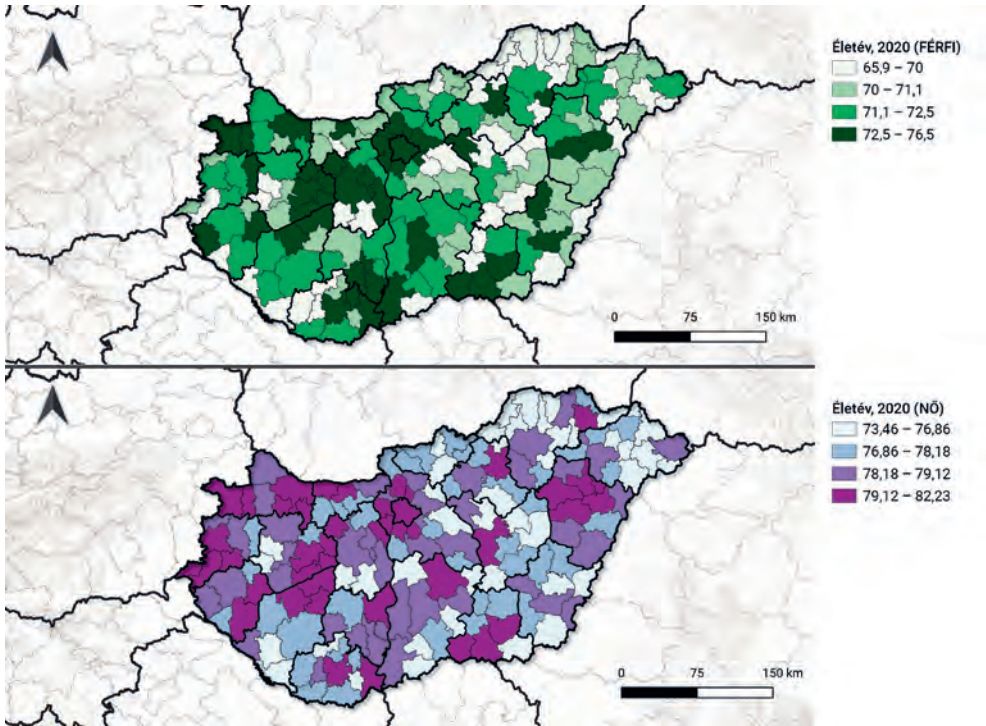 Életév, 2020 (FÉRFI)
65,9 – 70
70 – 71,1
71,1 – 72,5
72,5 – 76,5
0 75 150 km
Életév, 2020 (NŐ)
73,46 – 76,86
76,86 – 78,18
78,18 – 79,12
79,12 – 82,23
0 75 150 km